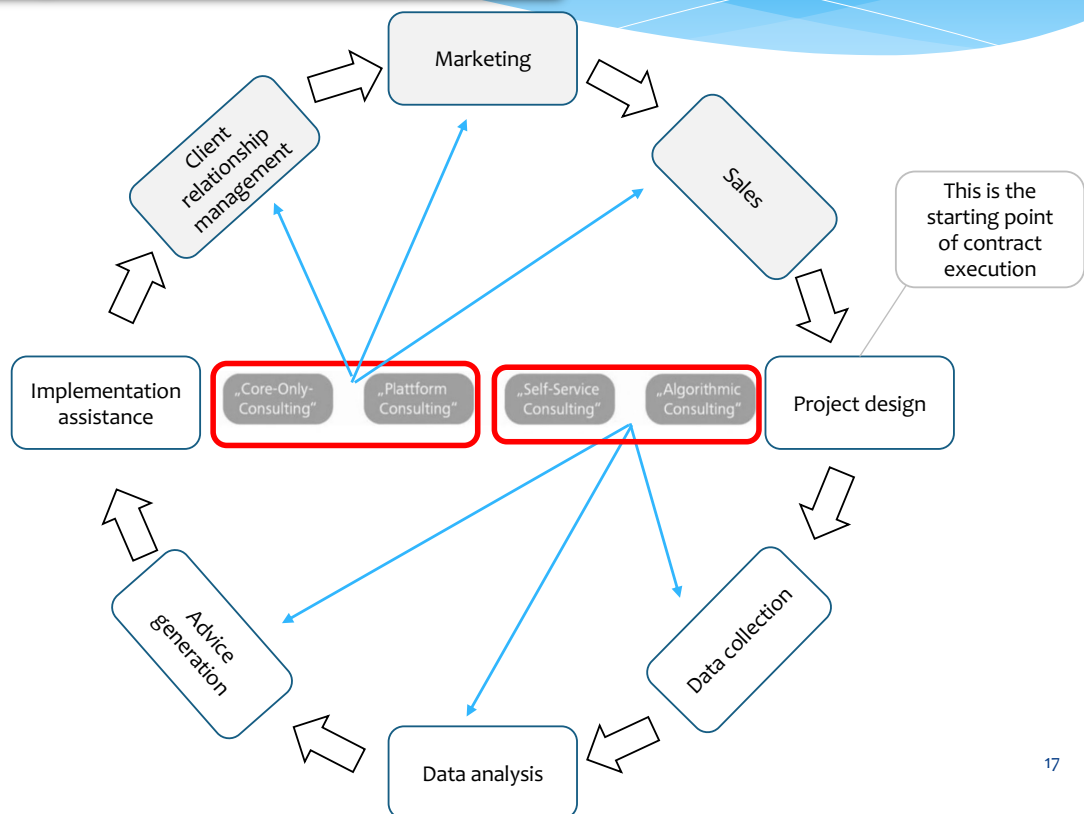 Marketing
Client
relationship
management
Sales
This is the
starting point
of contract
execution
Implementation
assistance
„Core-Only-
Consulting“
„Plattform
Consulting“
„Self-Service
Consulting“
„Algorithmic
Consulting“
Project design
Advice
generation
Data collection
Data analysis
17